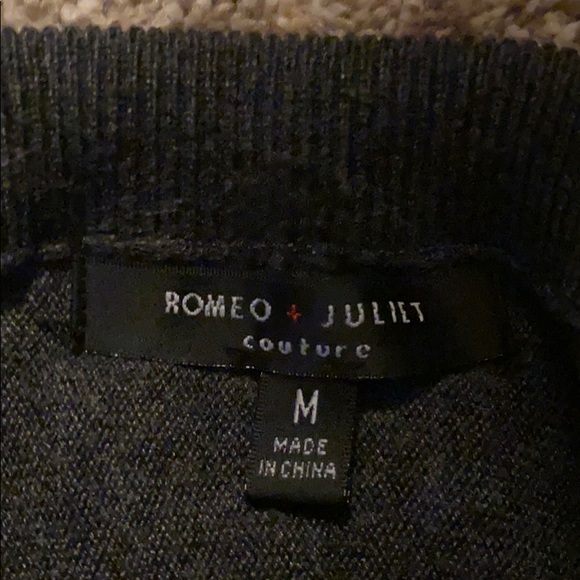 ROMEO + JULIET
couture
M
MADE
IN CHINA